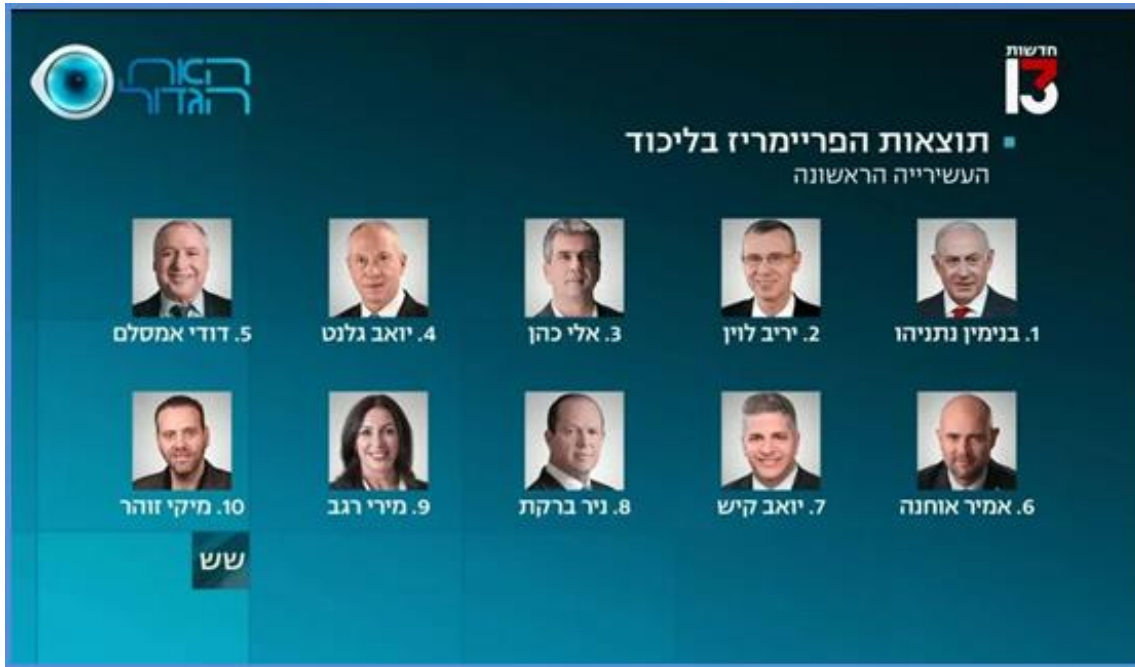 חדשות
13
האח
הגדול
תוצאות הפריימריז בליכוד
העשירייה הראשונה
1. בנימין נתניהו
2. יריב לוין
3. אלי כהן
4. יואב גלנט
5. דודי אמסלם
6. אמיר אוחנה
7. יואב קיש
8. ניר ברקת
9. מירי רגב
10. מיקי זוהר
שש